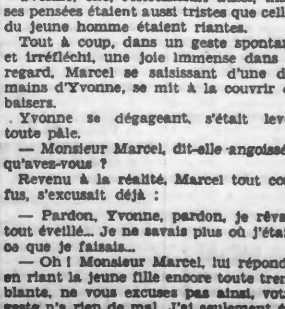 ses pensées étaient aussi tristes que cell
du jeune homme étaient riantes.
Tout à coup, dans un geste spontan
et irréfléchi, une joie immense dans
regard, Marcel se saisissant d'une d
mains d'Yvonne, se mit à la couvrir d
baisers.
Yvonne se dégageant, s'était lev
toute pâle.
— Monsieur Marcel, dit-elle angoissé
qu'avez-vous ?
Revenu à la réalité, Marcel tout co
fus, s'excusait déjà :
— Pardon, Yvonne, pardon, je rêva
tout éveillé... Je ne savais plus où j'éta
ce que je faisais...
— Oh ! Monsieur Marcel, lui répond
en riant la jeune fille encore toute tren
blante, ne vous excuses pas ainsi, vot
geste n'a rien de mal. J'ai seulement é